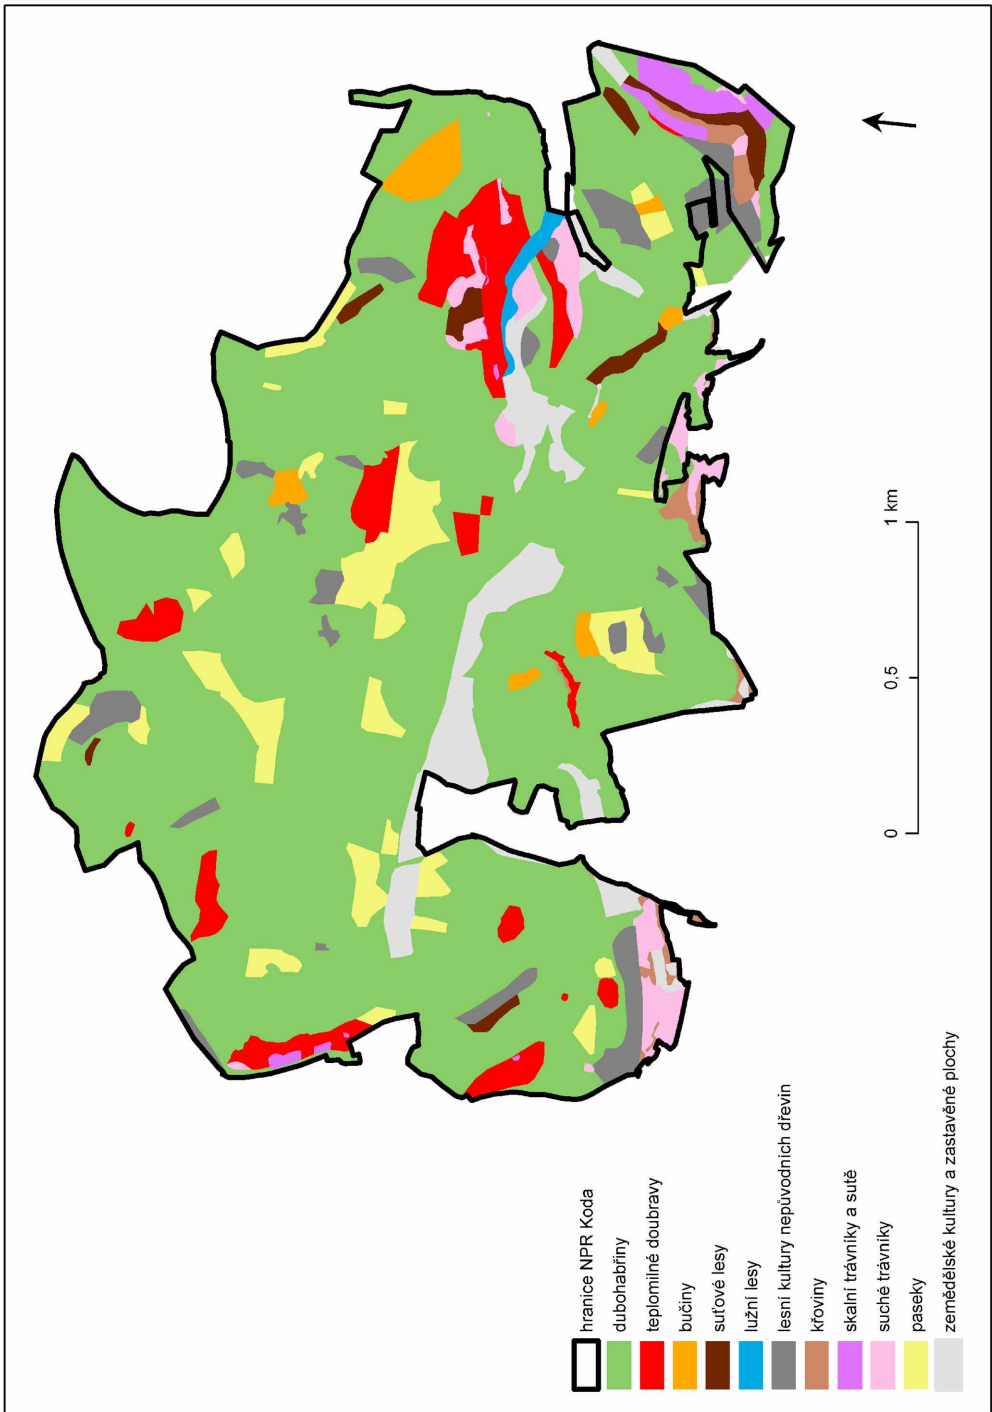 hranice NPR Koda
dubohabřiny
teplomilné doubravy
bučiny
suťové lesy
lužní lesy
lesní kultury nepůvodních dřevin
křoviny
skalní trávníky a sutě
suché trávníky
paseky
zemědělské kultury a zastavěné plochy
0
0,5
1 km